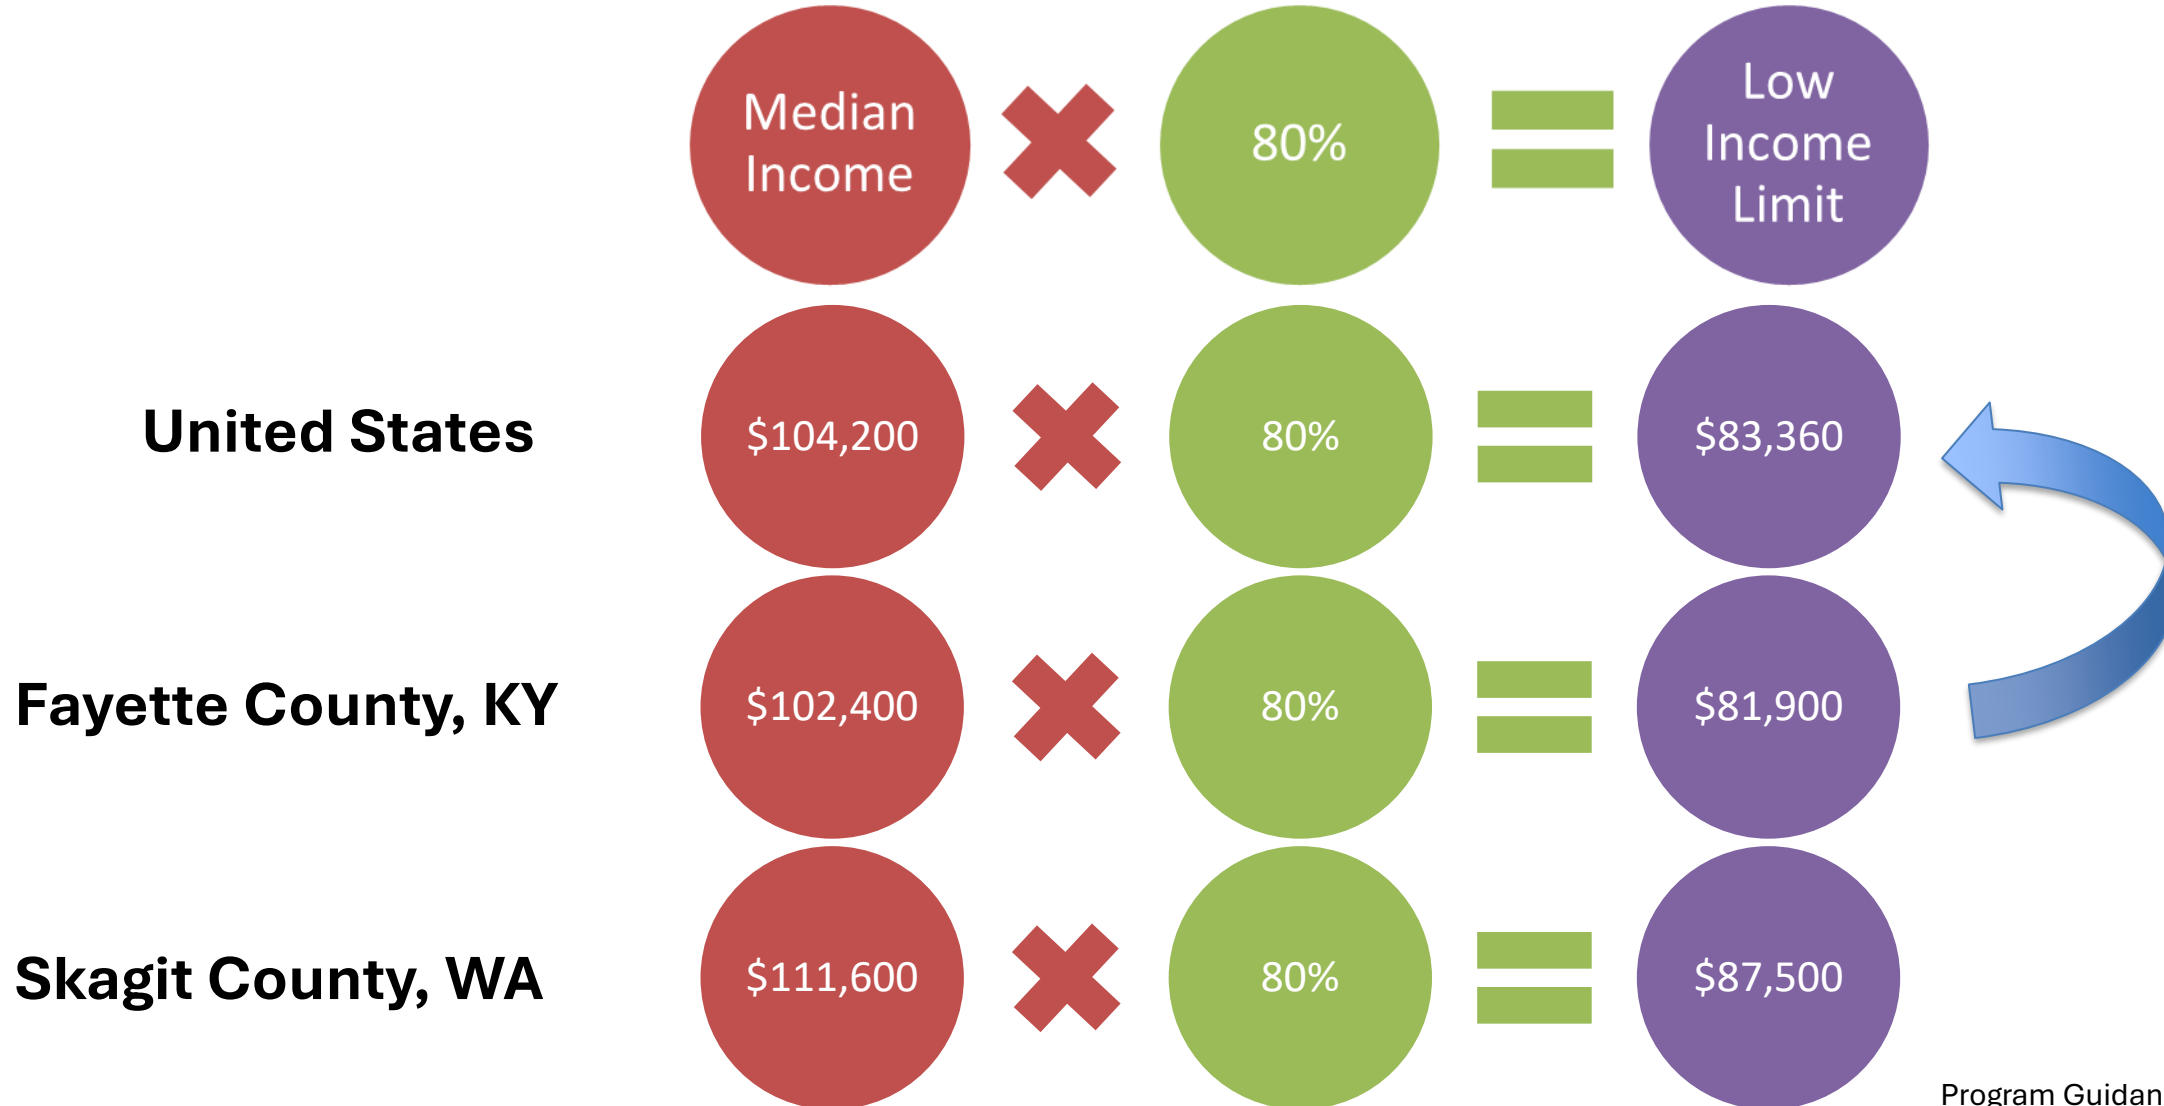 Median
Income
80%
Low
Income
Limit
United States
$104,200
80%
$83,360
Fayette County, KY
$102,400
80%
$81,900
Skagit County, WA
$111,600
80%
$87,500
Program Guidan